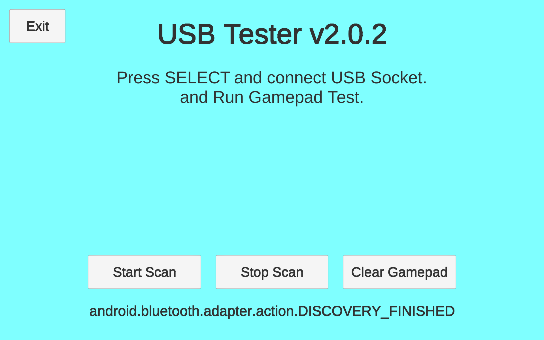 Exit
USB Tester v2.0.2
Press SELECT and connect USB Socket.
and Run Gamepad Test.
Start Scan
Stop Scan
Clear Gamepad
android.bluetooth.adapter.action.DISCOVERY_FINISHED